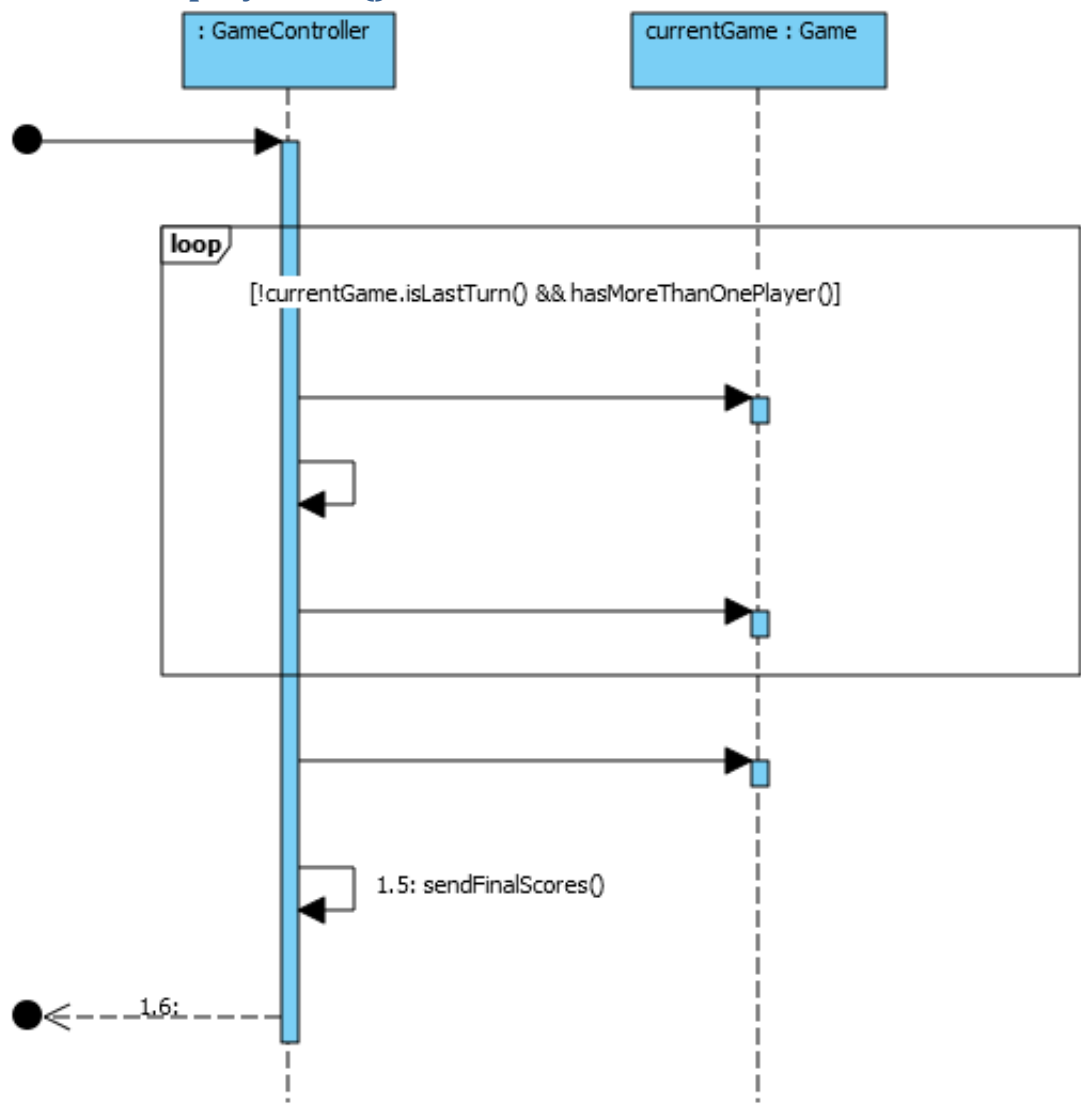 : GameController
currentGame : Game
loop
[!currentGame.isLastTurn() && hasMoreThanOnePlayer()]
1.5: sendFinalScores()
1.6: